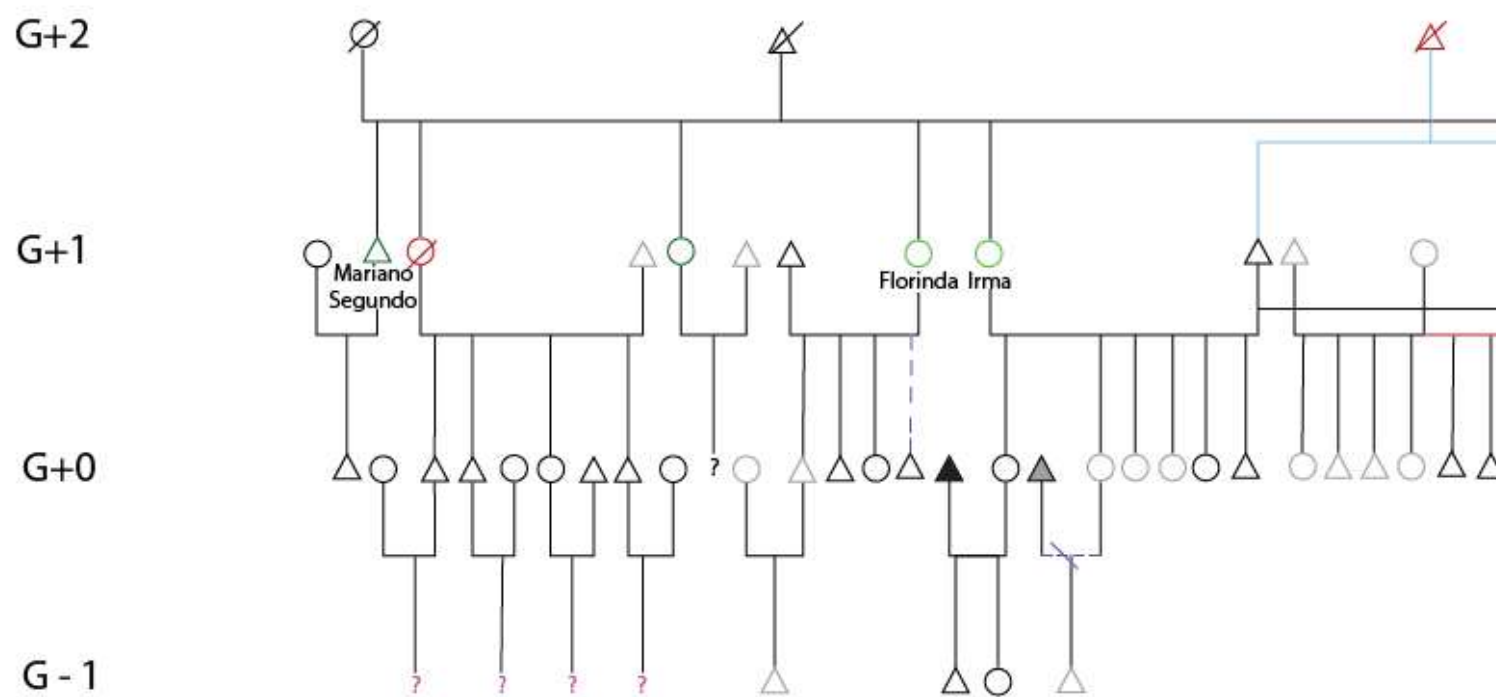 G+2
G+1
Mariano
Segundo
Florinda Irma
G+0
?
G - 1
? ? ? ?